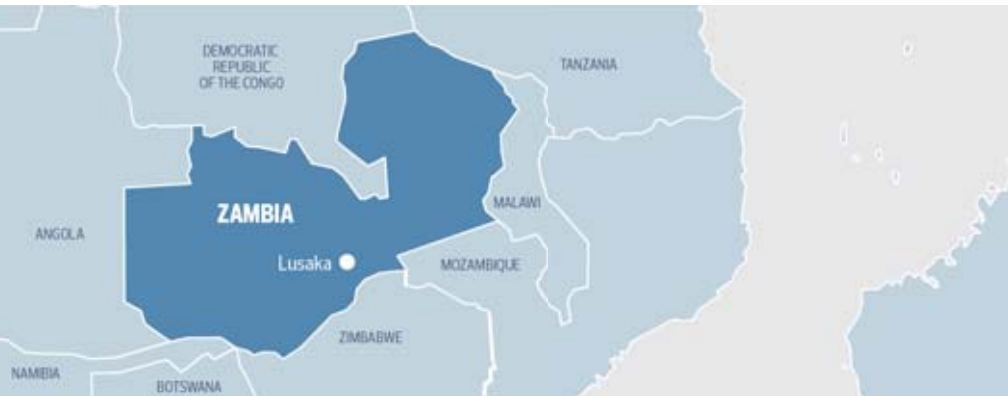 DEMOCRATIC
REPUBLIC
OF THE CONGO
TANZANIA
ZAMBIA
MALAWI
ANGOLA
Lusaka
MOZAMBIQUE
ZIMBABWE
NAMIBIA
BOTSWANA